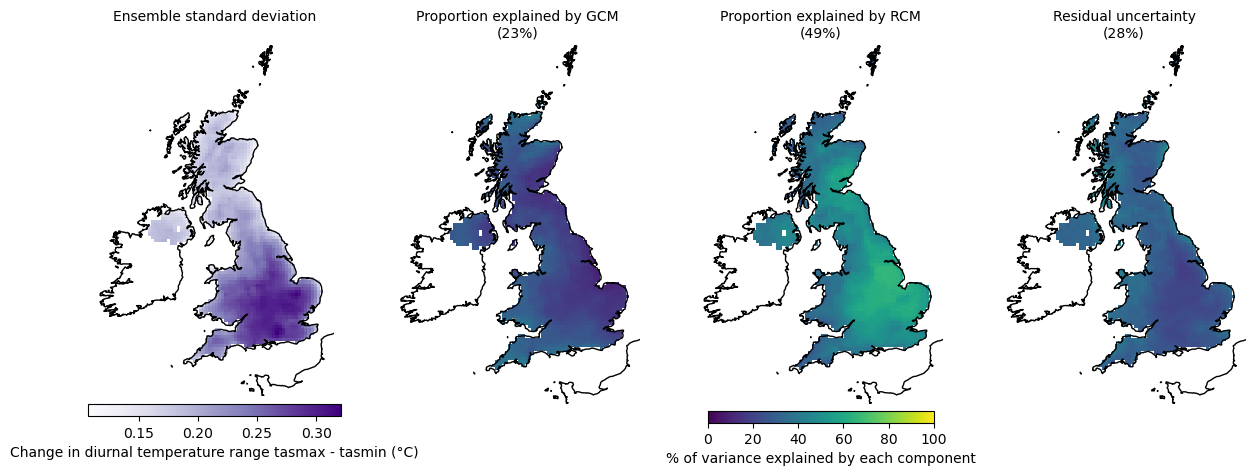 Ensemble standard deviation
Proportion explained by GCM
(23%)
Proportion explained by RCM
(49%)
Residual uncertainty
(28%)
0.15 0.20 0.25 0.30
Change in diurnal temperature range tasmax - tasmin (°C)
0 20 40 60 80 100
% of variance explained by each component